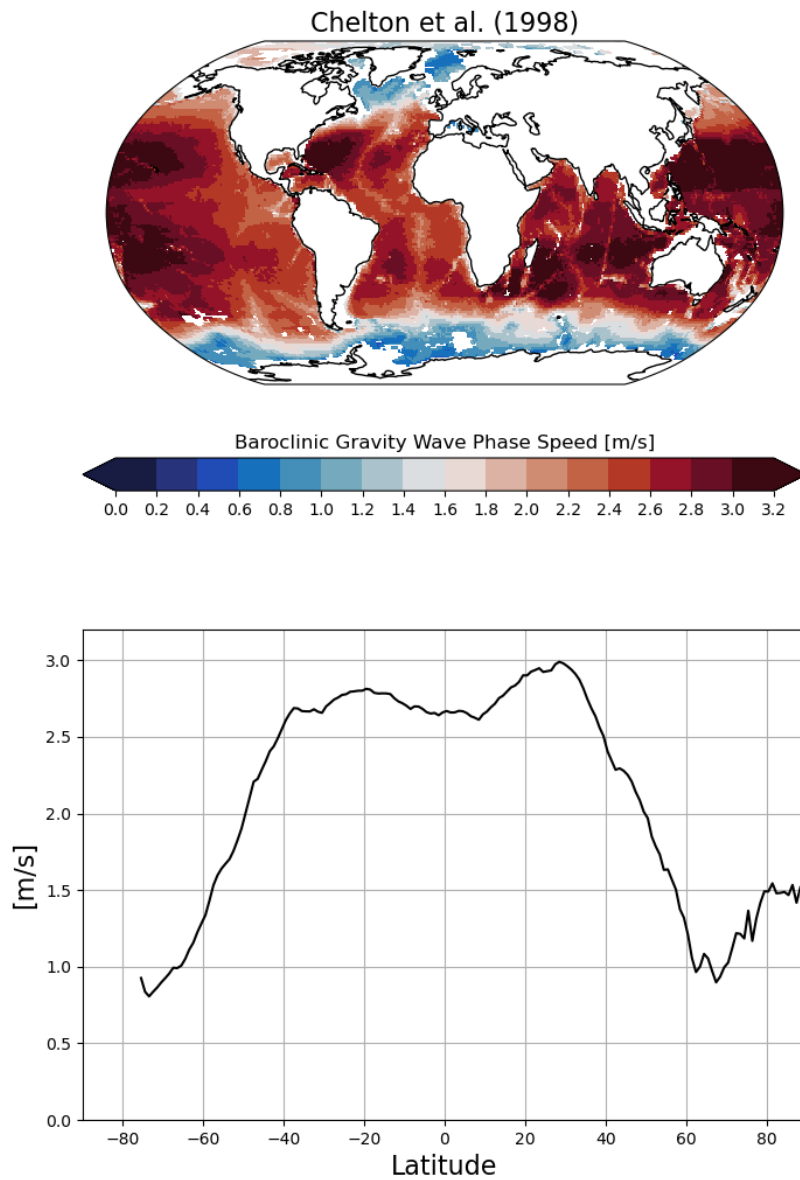 Chelton et al. (1998)
Baroclinic Gravity Wave Phase Speed [m/s]
0.0 0.2 0.4 0.6 0.8 1.0 1.2 1.4 1.6 1.8 2.0 2.2 2.4 2.6 2.8 3.0 3.2
3.0
2.5
2.0
1.5
1.0
0.5
0.0
[m/s]
−80 −60 −40 −20 0 20 40 60 80
Latitude